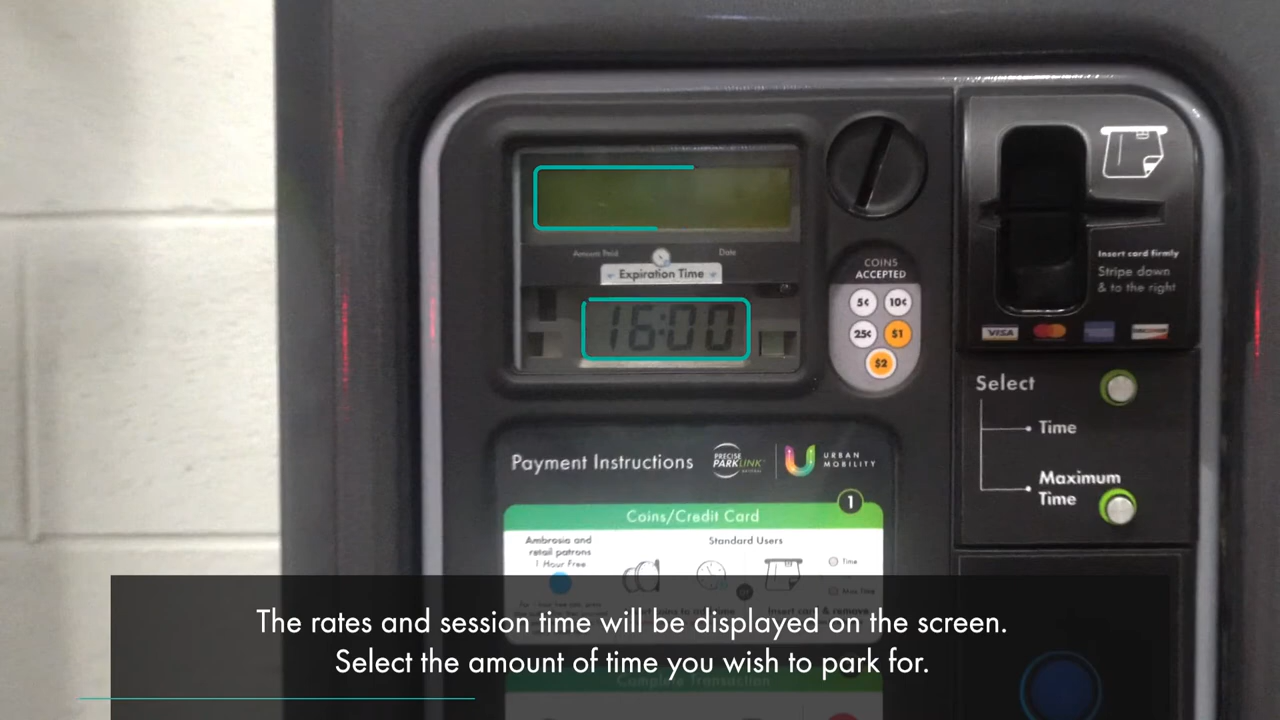 Amount Paid
Date
Expiration Time
16:00
COINS
ACCEPTED
5¢
10¢
25¢
$1
$2
Insert card firmly
Stripe down
& to the right
VISA
Select
Time
Maximum
Time
Payment Instructions
PRECISE
PARKLINK
URBAN
MOBILITY
1
Coins/Credit Card
Ambrosia and
retail patrons
1 Hour Free
Standard Users
Time
Max Time
Insert card & remove
The rates and session time will be displayed on the screen.
Select the amount of time you wish to park for.
Complete Transaction